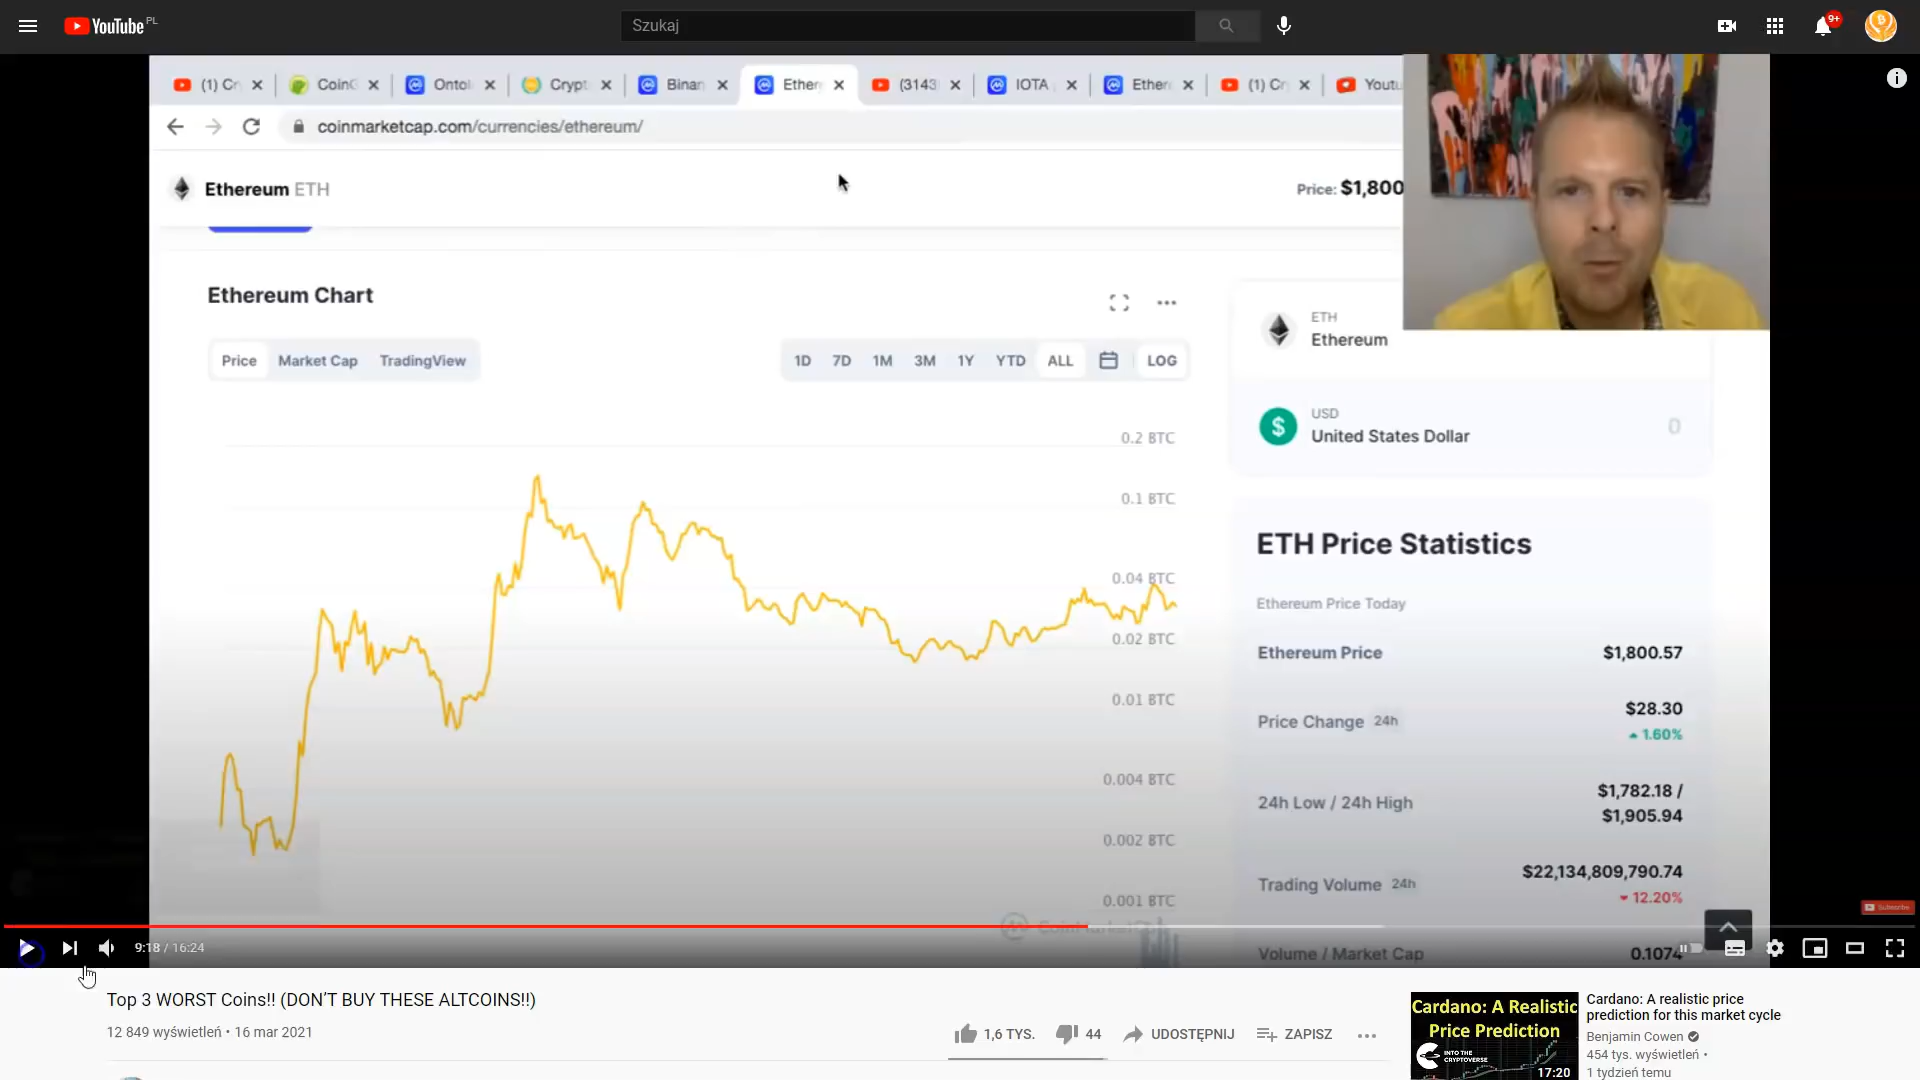 YouTube PL
Szukaj
9+
(1) Cr
CoinG
Ontol
Crypt
Binan
Ether
(3143
IOTA
Ether
(1) Cr
Youtu
coinmarketcap.com/currencies/ethereum/
Ethereum ETH
Price: $1,800
Ethereum Chart
Price Market Cap TradingView
1D 7D 1M 3M 1Y YTD ALL LOG
ETH
Ethereum
USD
United States Dollar
0
0.2 BTC
0.1 BTC
0.04 BTC
0.02 BTC
0.01 BTC
0.004 BTC
0.002 BTC
0.001 BTC
CoinMarketCap
ETH Price Statistics
Ethereum Price Today
Ethereum Price $1,800.57
Price Change 24h $28.30
1.60%
24h Low / 24h High $1,782.18 /
$1,905.94
Trading Volume 24h $22,134,809,790.74
12.20%
Volume / Market Cap 0.1074
Subscribe
9:18 / 16:24
Top 3 WORST Coins!! (DON’T BUY THESE ALTCOINS!!)
12 849 wyświetleń • 16 mar 2021
1,6 TYS.
44
UDOSTĘPNIJ
ZAPISZ
Cardano: A Realistic
Price Prediction
INTO THE
CRYPTOVERSE
17:20
Cardano: A realistic price
prediction for this market cycle
Benjamin Cowen
454 tys. wyświetleń •
1 tydzień temu